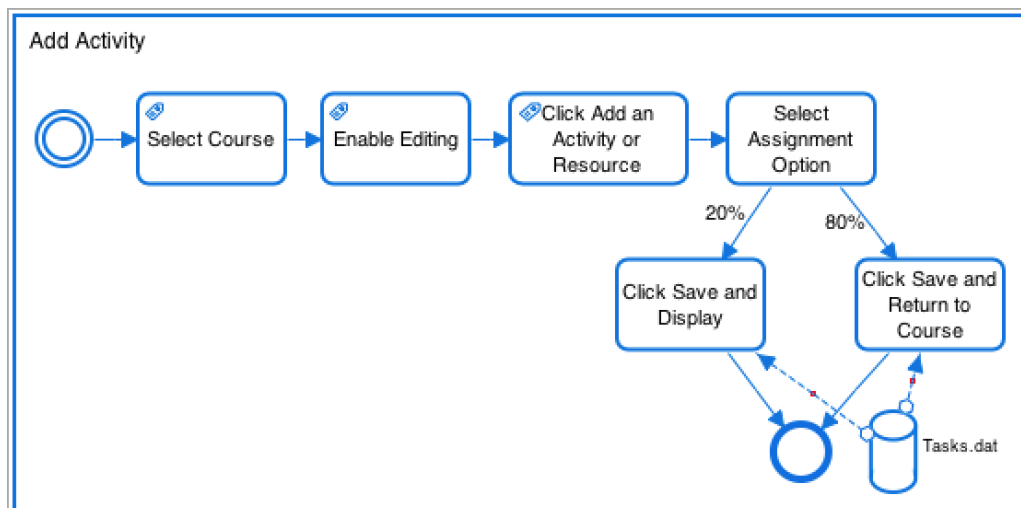 Add Activity
Select Course
Enable Editing
Click Add an
Activity or
Resource
Select
Assignment
Option
20%
80%
Click Save and
Display
Click Save and
Return to
Course
Tasks.dat